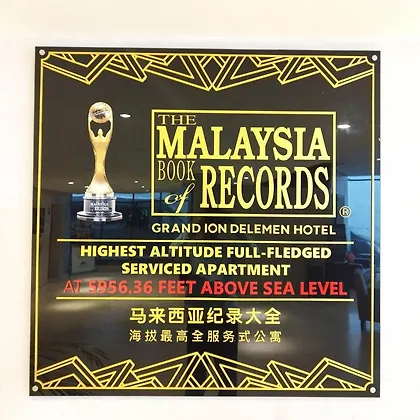 THE
MALAYSIA
BOOK
of RECORDS®
GRAND ION DELEMEN HOTEL
HIGHEST ALTITUDE FULL-FLEDGED
SERVICED APARTMENT
AT 5956.36 FEET ABOVE SEA LEVEL
马来西亚纪录大全
海拔最高全服务式公寓